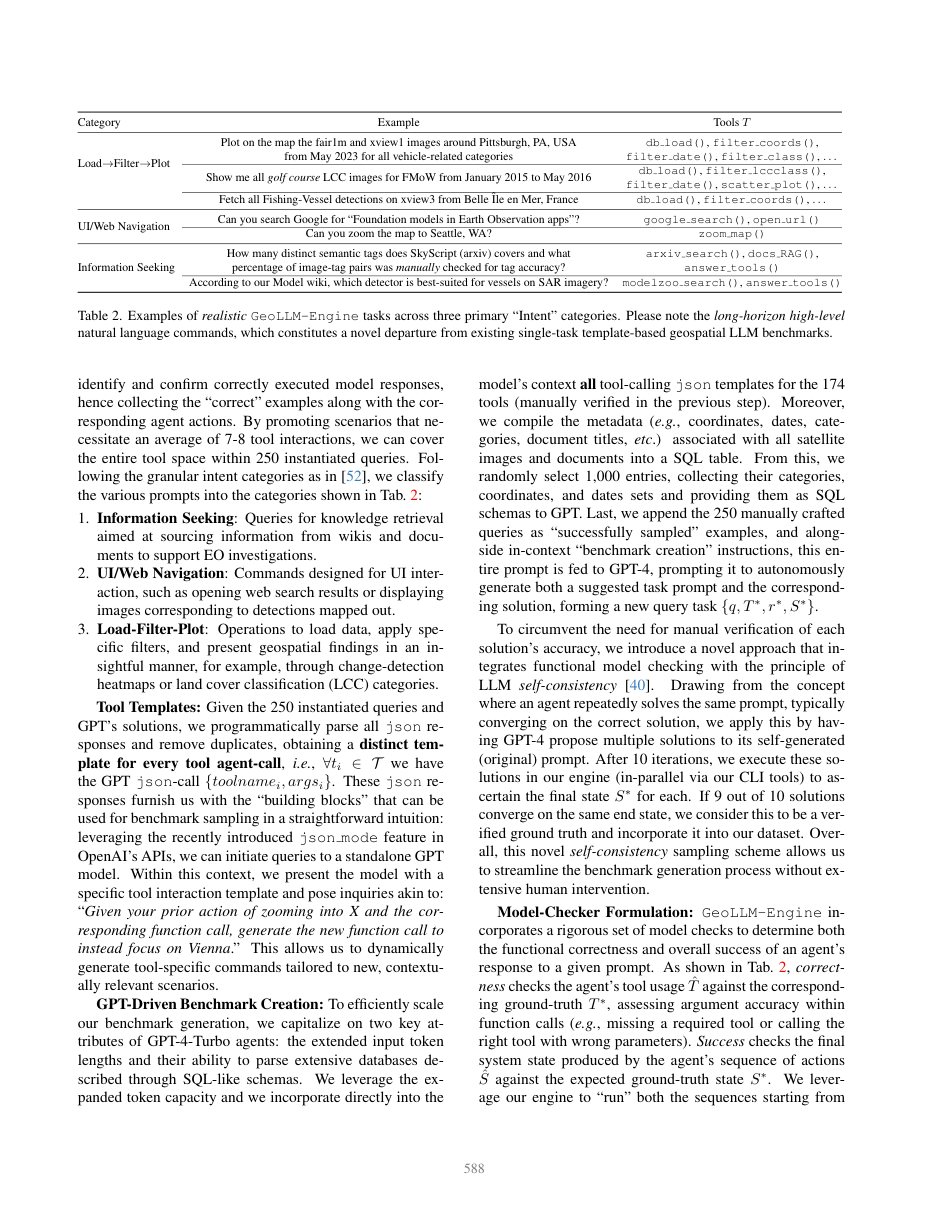 Category Example Tools T
Load→Filter→Plot
Plot on the map the fair1m and xview1 images around Pittsburgh, PA, USA
from May 2023 for all vehicle-related categories
db_load(), filter_coords(),
filter_date(), filter_class(),...
Show me all golf course LCC images for FMoW from January 2015 to May 2016
db_load(), filter_lccclass(),
filter_date(), scatter_plot(),...
Fetch all Fishing-Vessel detections on xview3 from Belle Ile en Mer, France db_load(), filter_coords(),...
UI/Web Navigation
Can you search Google for “Foundation models in Earth Observation apps”? google_search(), open_url()
Can you zoom the map to Seattle, WA? zoom_map()
Information Seeking
How many distinct semantic tags does SkyScript (arxiv) covers and what
percentage of image-tag pairs was manually checked for tag accuracy?
arxiv_search(), docs_RAG(),
answer_tools()
According to our Model wiki, which detector is best-suited for vessels on SAR imagery? modelzoo_search(), answer_tools()
Table 2. Examples of realistic GeoLLM-Engine tasks across three primary “Intent” categories. Please note the long-horizon high-level
natural language commands, which constitutes a novel departure from existing single-task template-based geospatial LLM benchmarks.
identify and confirm correctly executed model responses,
hence collecting the “correct” examples along with the cor-
responding agent actions. By promoting scenarios that ne-
cessitate an average of 7-8 tool interactions, we can cover
the entire tool space within 250 instantiated queries. Fol-
lowing the granular intent categories as in [52], we classify
the various prompts into the categories shown in Tab. 2:
1. Information Seeking: Queries for knowledge retrieval
aimed at sourcing information from wikis and docu-
ments to support EO investigations.
2. UI/Web Navigation: Commands designed for UI inter-
action, such as opening web search results or displaying
images corresponding to detections mapped out.
3. Load-Filter-Plot: Operations to load data, apply spe-
cific filters, and present geospatial findings in an in-
sightful manner, for example, through change-detection
heatmaps or land cover classification (LCC) categories.
Tool Templates: Given the 250 instantiated queries and
GPT’s solutions, we programmatically parse all json re-
sponses and remove duplicates, obtaining a distinct tem-
plate for every tool agent-call, i.e., ∀tᵢ ∈ 𝒯 we have
the GPT json-call {toolnameᵢ, argsᵢ}. These json re-
sponses furnish us with the “building blocks” that can be
used for benchmark sampling in a straightforward intuition:
leveraging the recently introduced json_mode feature in
OpenAI’s APIs, we can initiate queries to a standalone GPT
model. Within this context, we present the model with a
specific tool interaction template and pose inquiries akin to:
“Given your prior action of zooming into X and the cor-
responding function call, generate the new function call to
instead focus on Vienna.” This allows us to dynamically
generate tool-specific commands tailored to new, contextu-
ally relevant scenarios.
GPT-Driven Benchmark Creation: To efficiently scale
our benchmark generation, we capitalize on two key at-
tributes of GPT-4-Turbo agents: the extended input token
lengths and their ability to parse extensive databases de-
scribed through SQL-like schemas. We leverage the ex-
panded token capacity and we incorporate directly into the
model’s context all tool-calling json templates for the 174
tools (manually verified in the previous step). Moreover,
we compile the metadata (e.g., coordinates, dates, cate-
gories, document titles, etc.) associated with all satellite
images and documents into a SQL table. From this, we
randomly select 1,000 entries, collecting their categories,
coordinates, and dates sets and providing them as SQL
schemas to GPT. Last, we append the 250 manually crafted
queries as “successfully sampled” examples, and along-
side in-context “benchmark creation” instructions, this en-
tire prompt is fed to GPT-4, prompting it to autonomously
generate both a suggested task prompt and the correspond-
ing solution, forming a new query task {q, T*, r*, S*}.
To circumvent the need for manual verification of each
solution’s accuracy, we introduce a novel approach that in-
tegrates functional model checking with the principle of
LLM self-consistency [40]. Drawing from the concept
where an agent repeatedly solves the same prompt, typically
converging on the correct solution, we apply this by hav-
ing GPT-4 propose multiple solutions to its self-generated
(original) prompt. After 10 iterations, we execute these so-
lutions in our engine (in-parallel via our CLI tools) to as-
certain the final state S* for each. If 9 out of 10 solutions
converge on the same end state, we consider this to be a ver-
ified ground truth and incorporate it into our dataset. Over-
all, this novel self-consistency sampling scheme allows us
to streamline the benchmark generation process without ex-
tensive human intervention.
Model-Checker Formulation: GeoLLM-Engine in-
corporates a rigorous set of model checks to determine both
the functional correctness and overall success of an agent’s
response to a given prompt. As shown in Tab. 2, correct-
ness checks the agent’s tool usage T̂ against the correspond-
ing ground-truth T*, assessing argument accuracy within
function calls (e.g., missing a required tool or calling the
right tool with wrong parameters). Success checks the final
system state produced by the agent’s sequence of actions
Ŝ against the expected ground-truth state S*. We lever-
age our engine to “run” both the sequences starting from
588